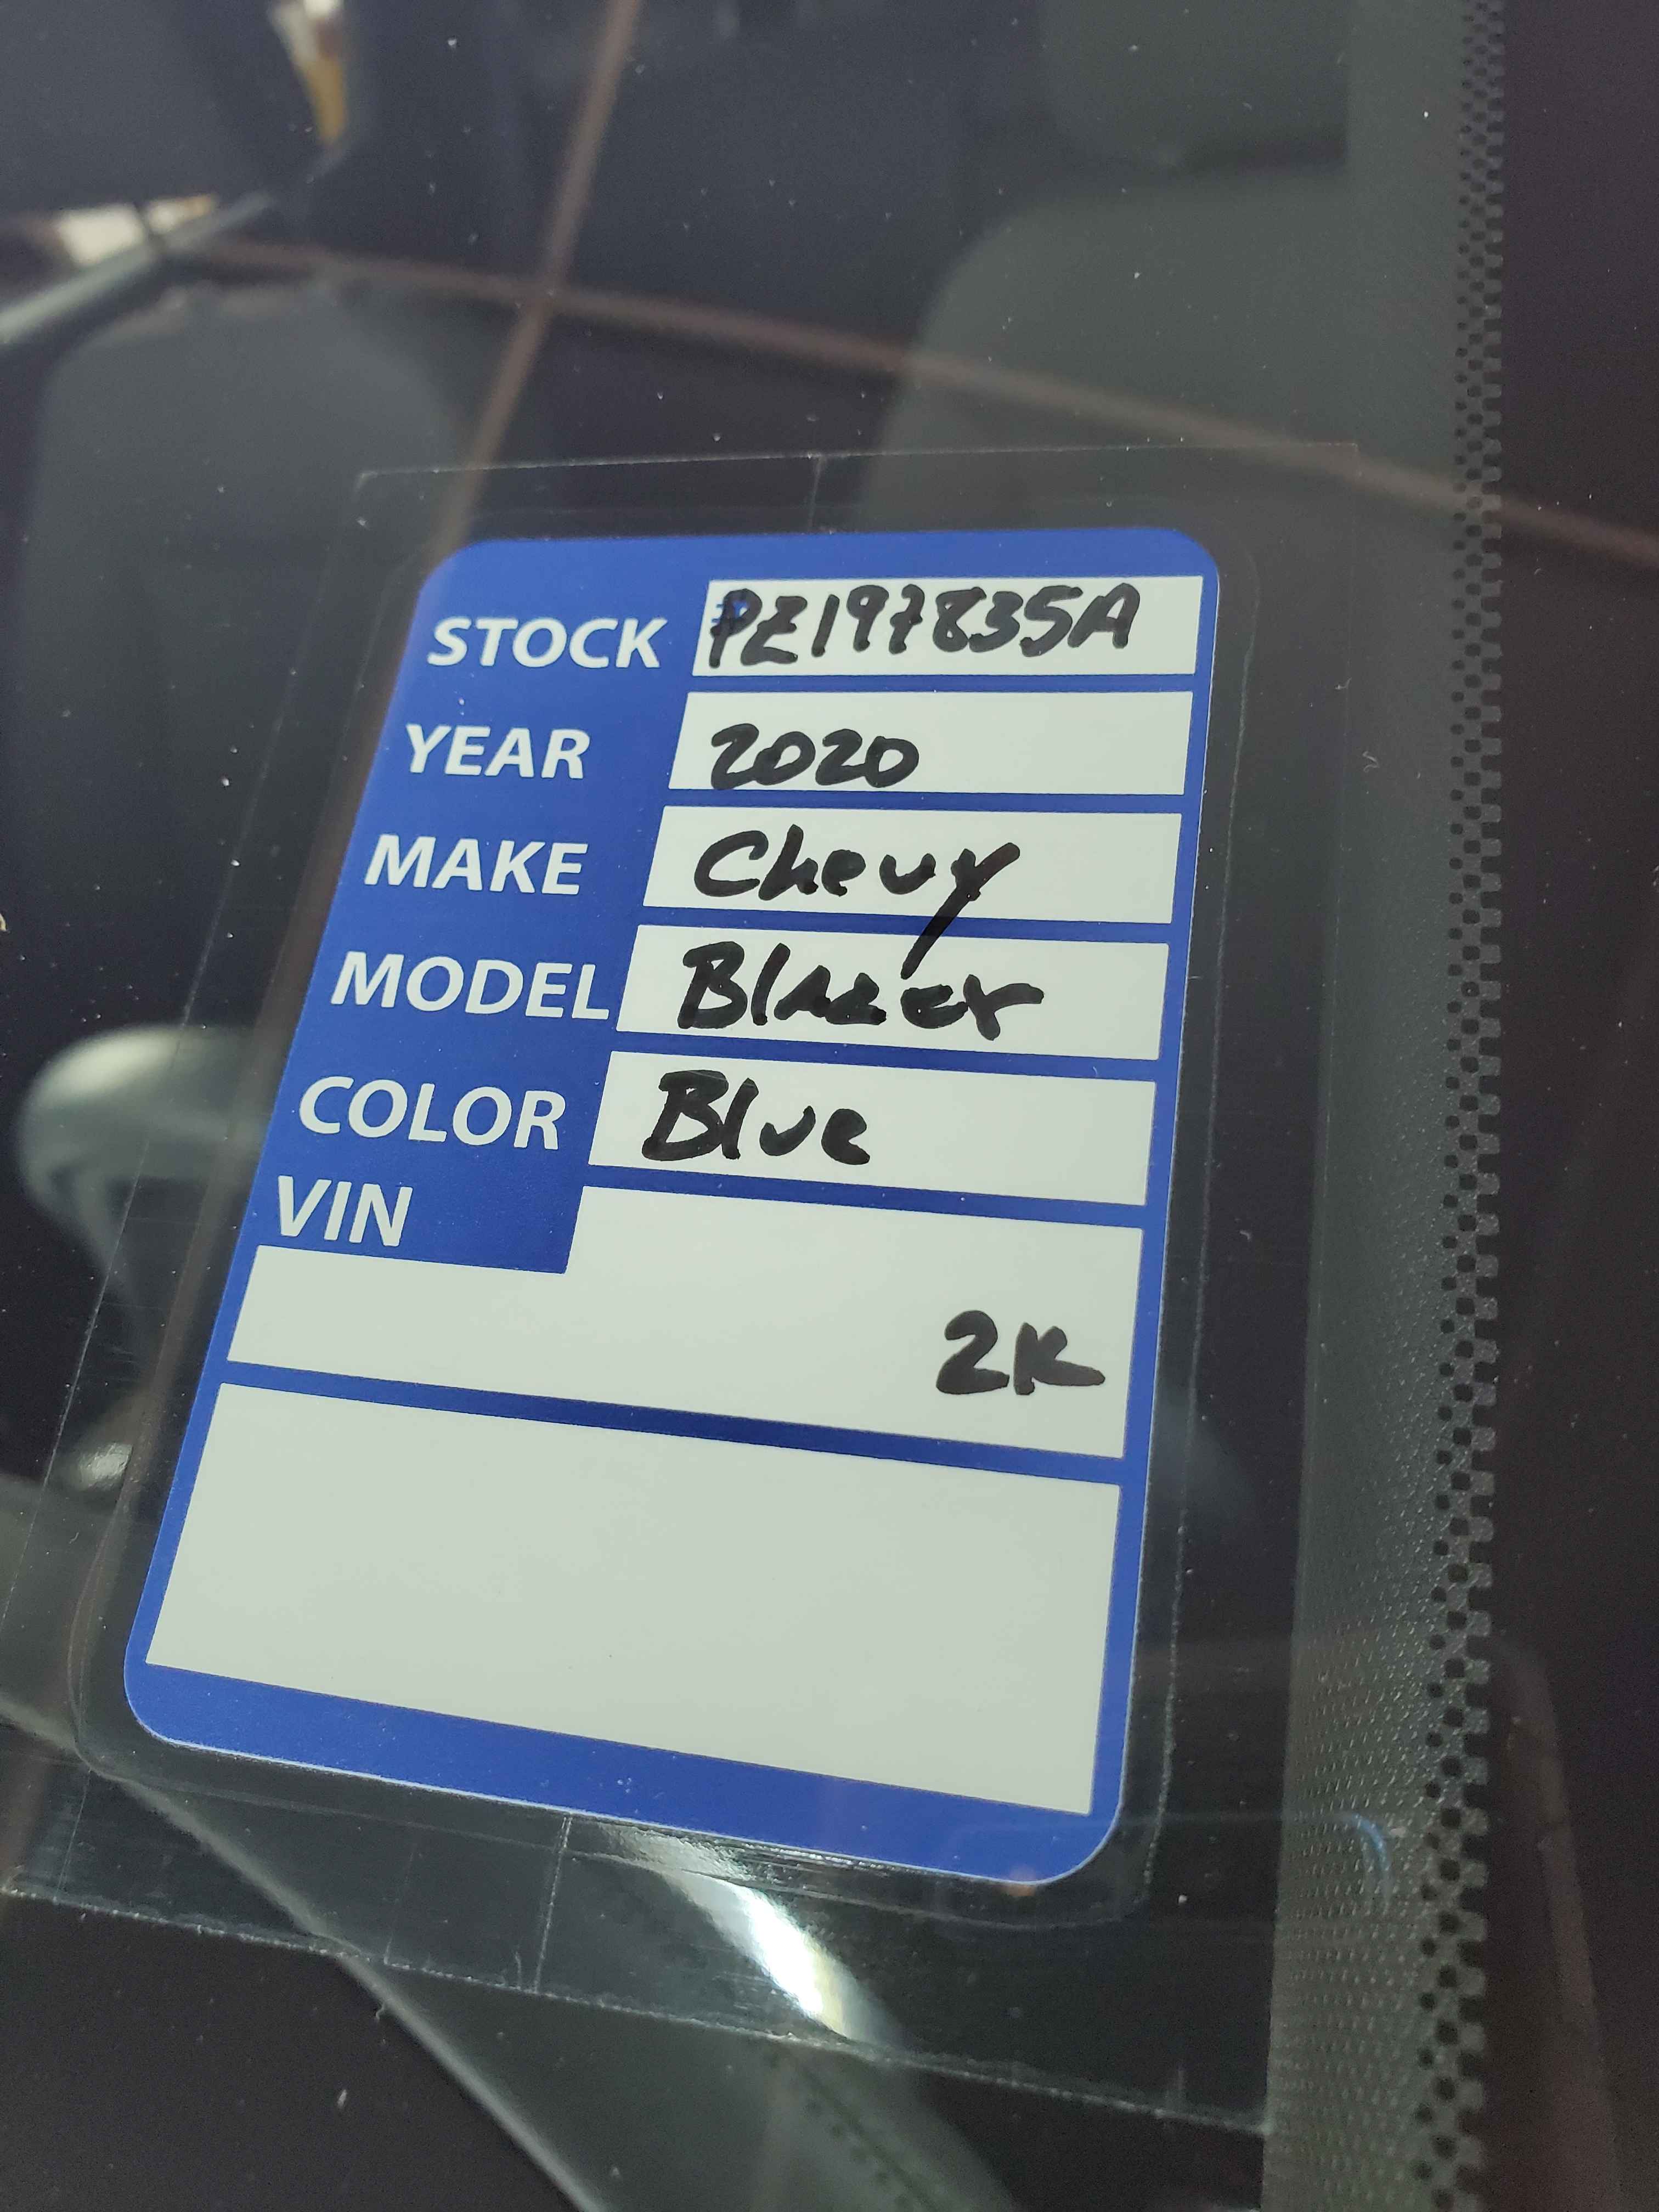 STOCK PZ197835A
YEAR 2020
MAKE Chevy
MODEL Blazer
COLOR Blue
VIN
2K